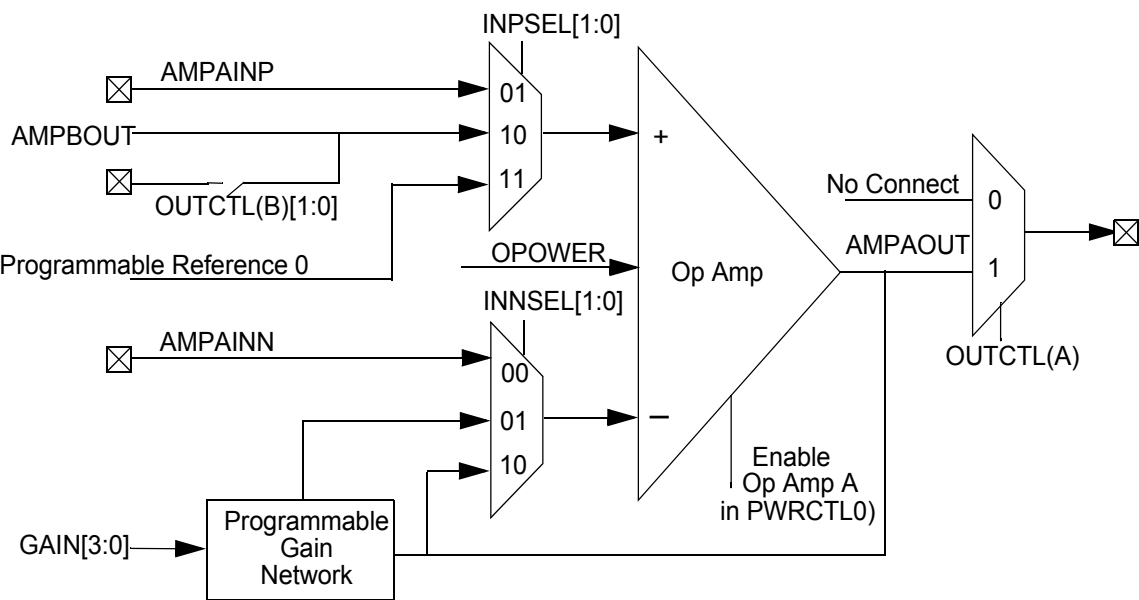 INPSEL[1:0]
AMPAINP
01
AMPBOUT
10
+
11
OUTCTL(B)[1:0]
No Connect
0
AMPAOUT
1
Programmable Reference 0
OPOWER
Op Amp
INNSEL[1:0]
AMPAINN
00
OUTCTL(A)
01
−
10
Enable
Op Amp A
in PWRCTL0)
Programmable
Gain
Network
GAIN[3:0]